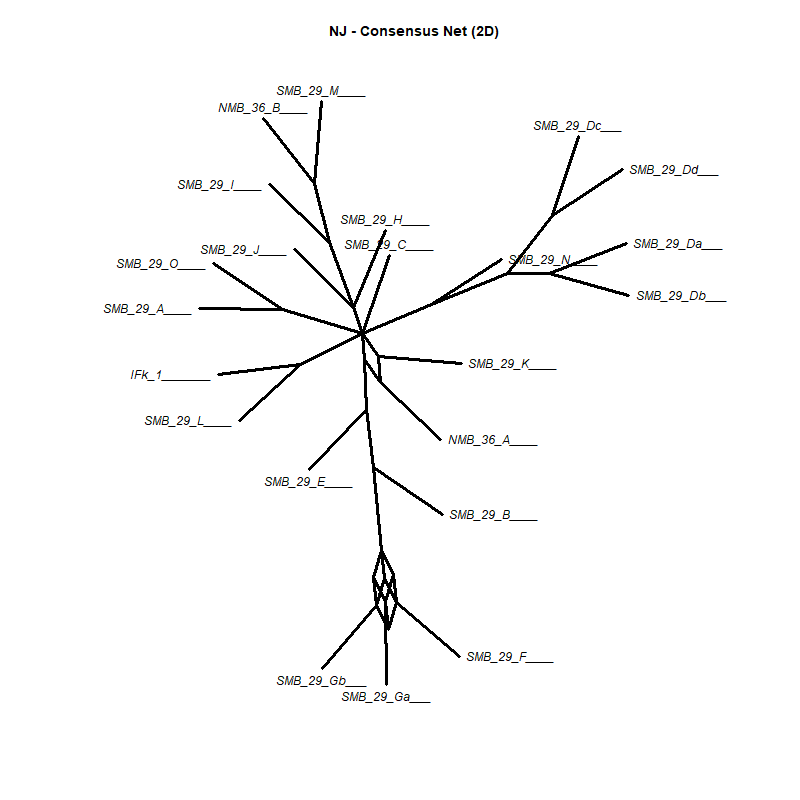 NJ - Consensus Net (2D)
SMB_29_M____
NMB_36_B____
SMB_29_Dc___
SMB_29_Dd___
SMB_29_I____
SMB_29_H____
SMB_29_C____
SMB_29_Da___
SMB_29_J____
SMB_29_N____
SMB_29_O____
SMB_29_Db___
SMB_29_A____
SMB_29_K____
IFk_1_______
SMB_29_L____
NMB_36_A____
SMB_29_E____
SMB_29_B____
SMB_29_F____
SMB_29_Gb___
SMB_29_Ga___